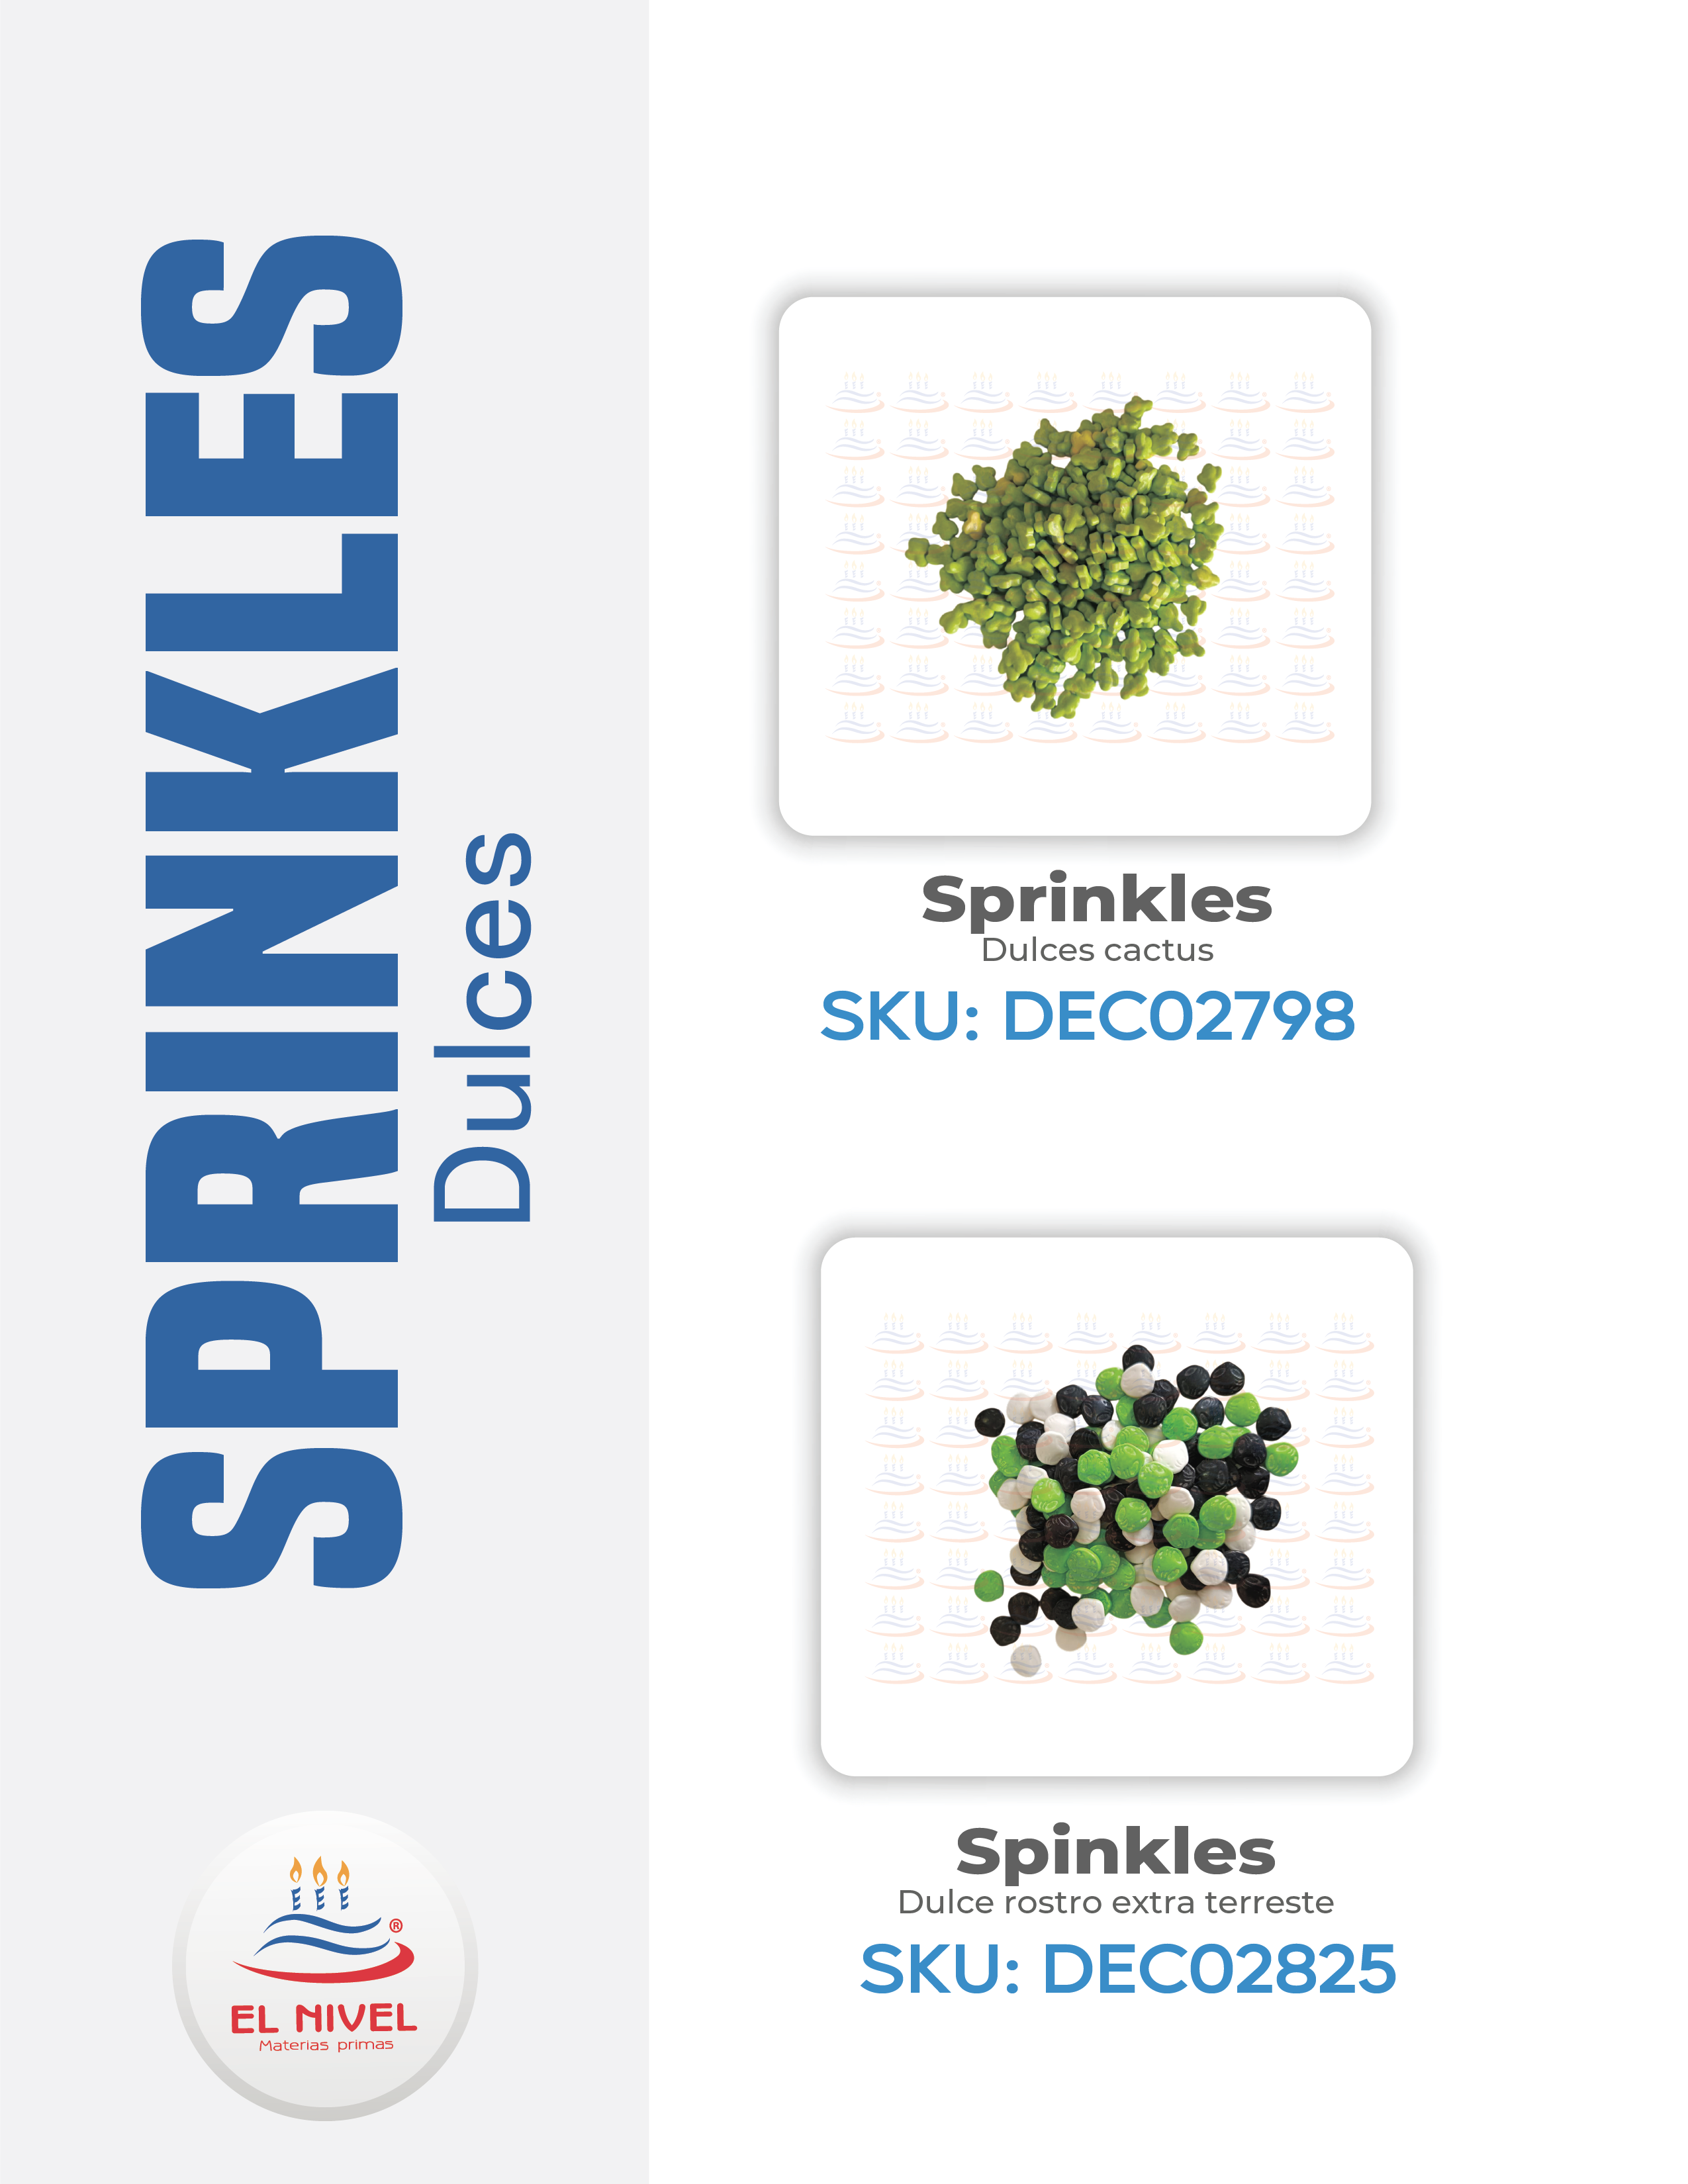 SPRINKLES
Dulces
Sprinkles
Dulces cactus
SKU: DEC02798
Spinkles
Dulce rostro extra terreste
SKU: DEC02825
®
EL NIVEL
Materias primas